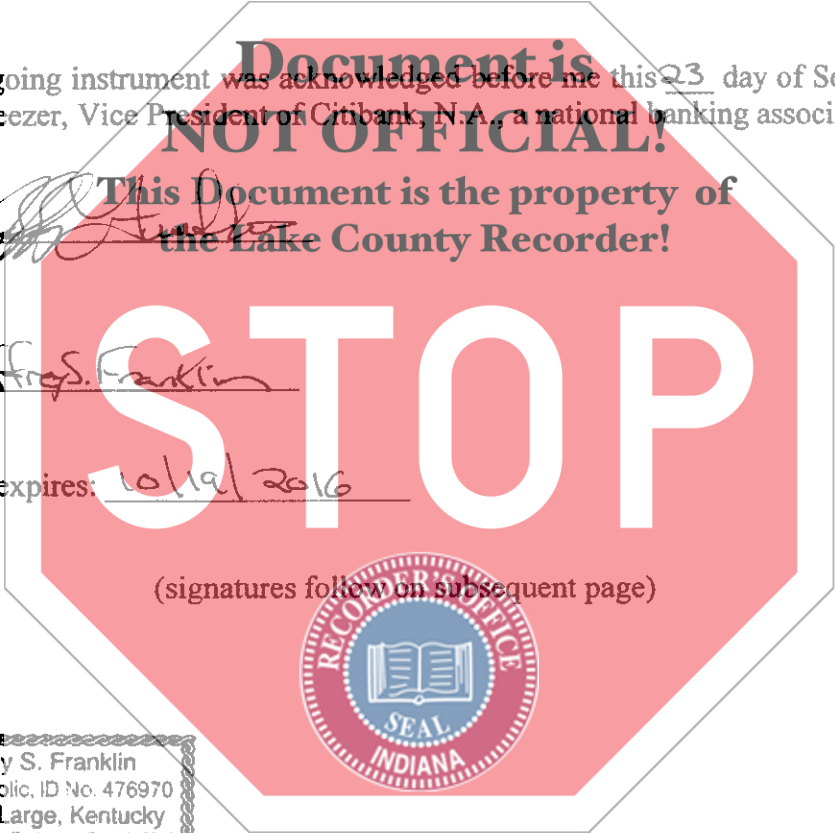 Document is
going instrument was acknowledged before me this 23 day of Se
eezer, Vice President of Citibank, N.A., a national banking associ
NOT OFFICIAL!
This Document is the property of
the Lake County Recorder!
STOP
S. Franklin
expires: 10/19/2016
(signatures follow on subsequent page)
RECORDER'S OFFICE
SEAL
INDIANA
y S. Franklin
blic, ID No. 476970
Large, Kentucky